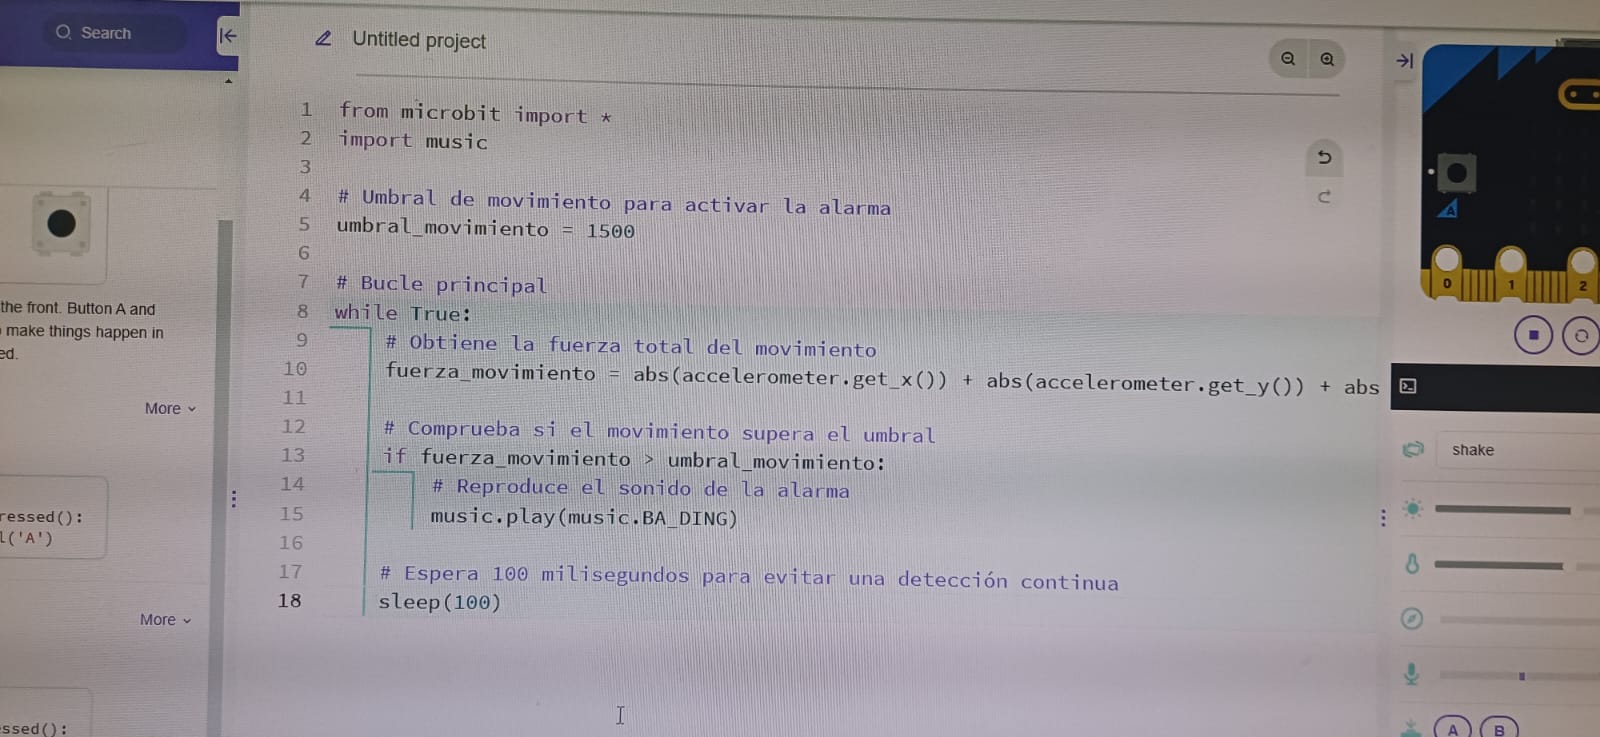 Search
Untitled project
1 from microbit import *
2 import music
3
4 # Umbral de movimiento para activar la alarma
5 umbral_movimiento = 1500
6
7 # Bucle principal
8 while True:
9 # Obtiene la fuerza total del movimiento
10 fuerza_movimiento = abs(accelerometer.get_x()) + abs(accelerometer.get_y()) + abs
11
12 # Comprueba si el movimiento supera el umbral
13 if fuerza_movimiento > umbral_movimiento:
14 # Reproduce el sonido de la alarma
15 music.play(music.BA_DING)
16
17 # Espera 100 milisegundos para evitar una detección continua
18 sleep(100)
the front. Button A and
make things happen in
ed.
More
ressed():
l('A')
More
ssed():
A
0 1 2
shake
A B